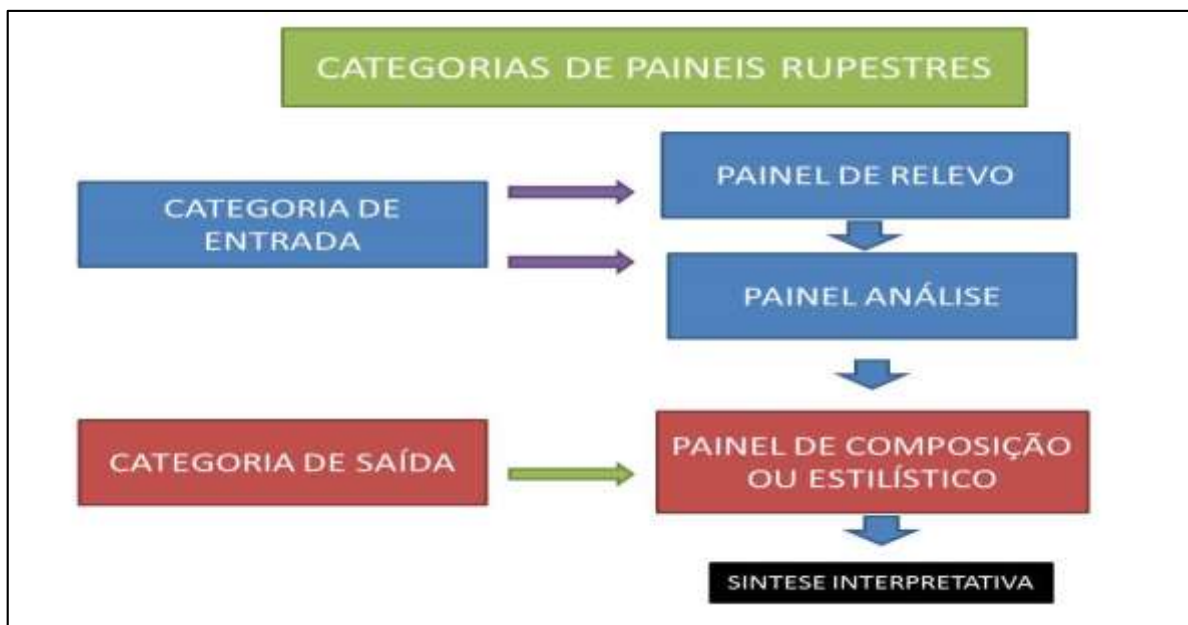 CATEGORIAS DE PAINEIS RUPESTRES
PAINEL DE RELEVO
CATEGORIA DE
ENTRADA
PAINEL ANÁLISE
CATEGORIA DE SAÍDA
PAINEL DE COMPOSIÇÃO
OU ESTILÍSTICO
SINTESE INTERPRETATIVA